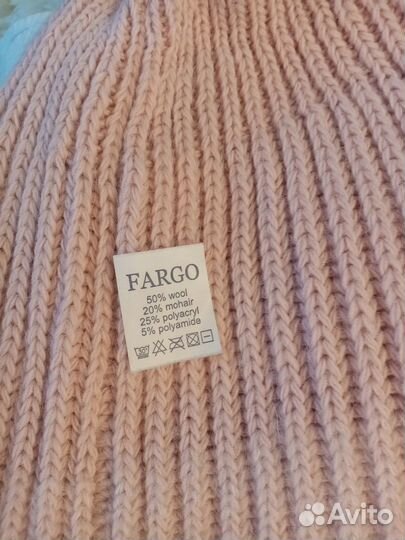 FARGO
50% wool
20% mohair
25% polyacryl
5% polyamide
Avito